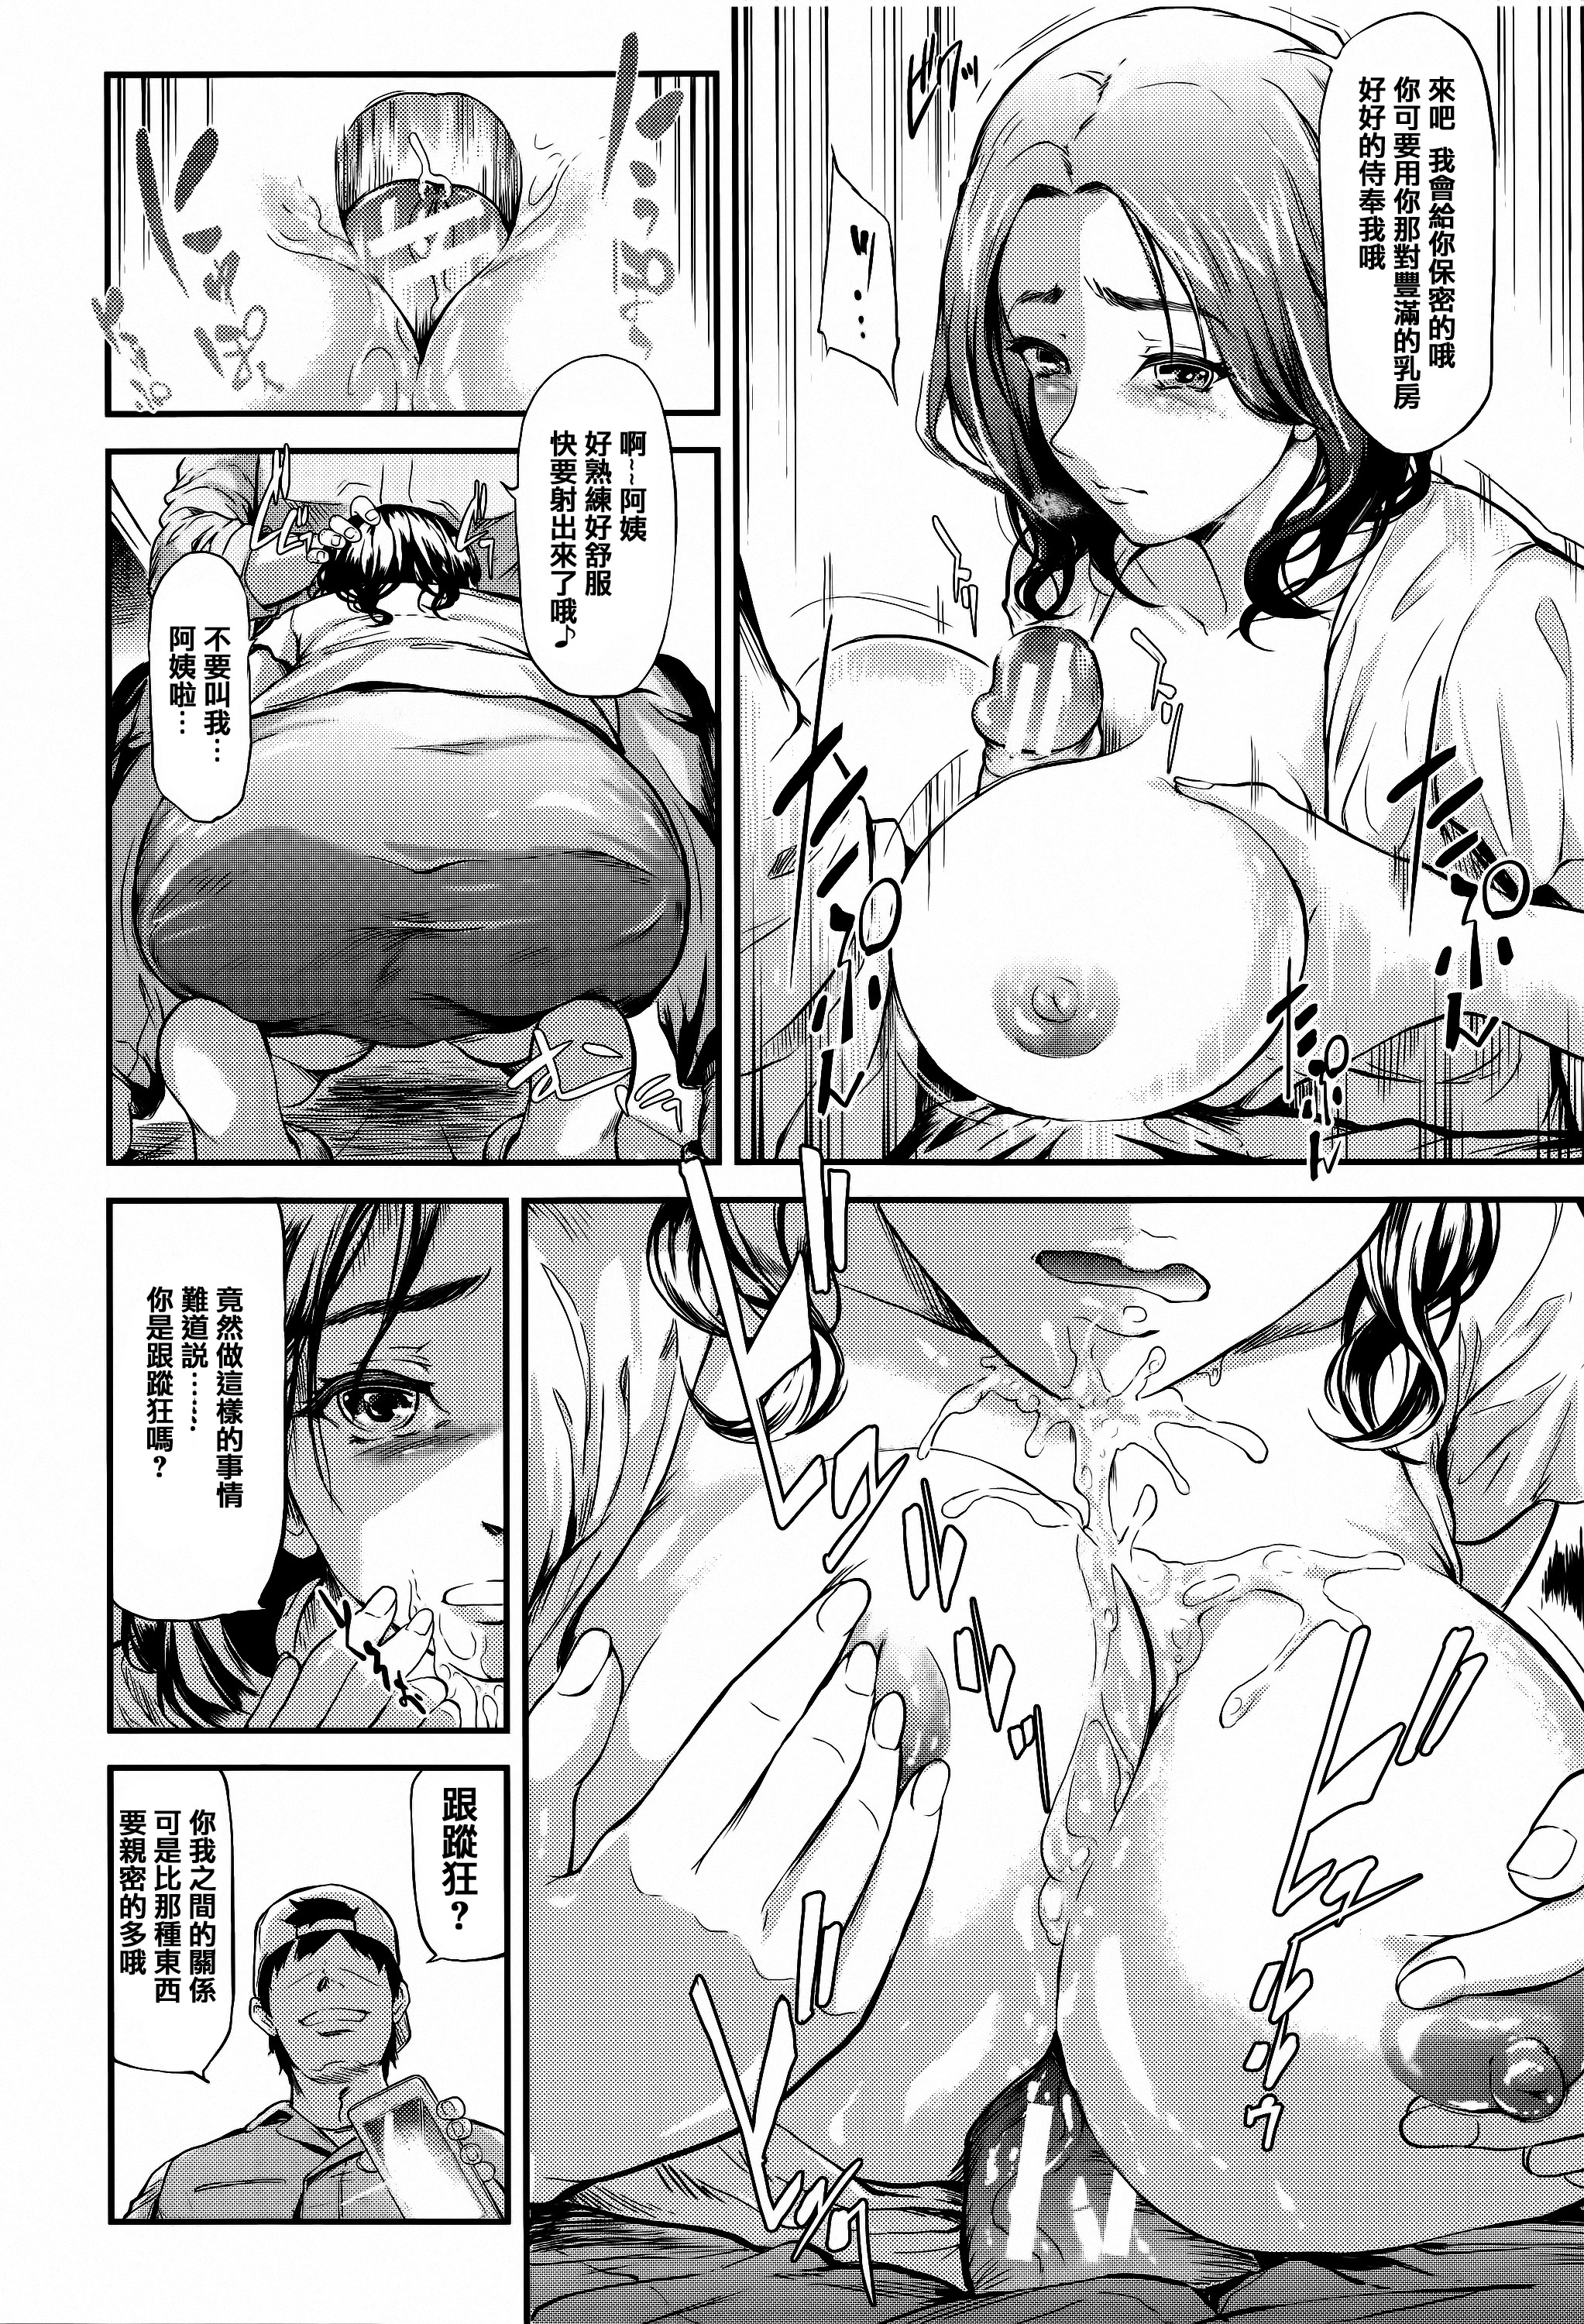 來吧 我會給你保密的哦
你可要用你那對豐滿的乳房
好好的侍奉我哦
啊~~阿姨
好熟練好舒服
快要射出來了哦♪
不要叫我…
阿姨啦…
竟然做這樣的事情
難道説……
你是跟蹤狂嗎？
跟蹤狂？
你我之間的關係
可是比那種東西
要親密的多哦